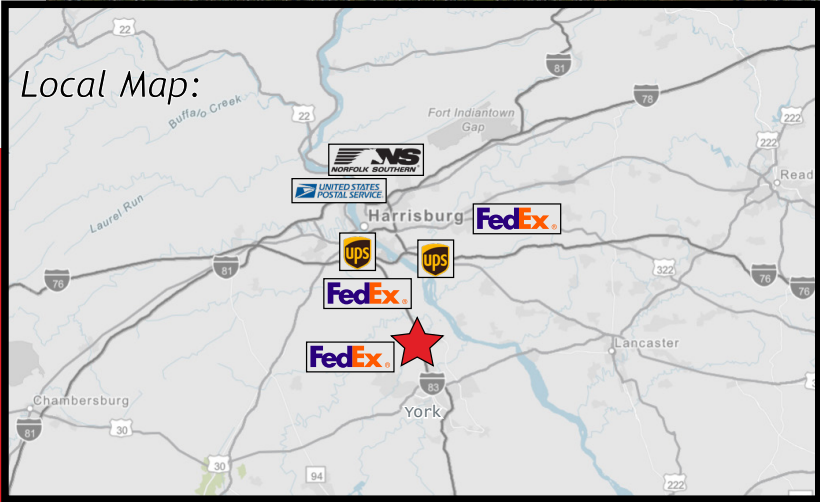 22
81
Local Map:
78
Buffalo Creek
22
Fort Indiantown
Gap
222
222
NS
NORFOLK SOUTHERN
Read
UNITED STATES
POSTAL SERVICE
Laurel Run
Harrisburg
FedEx®
ups
ups
81
322
76
76
76
FedEx®
Lancaster
FedEx®
83
Chambersburg
York
81
30
30
94
222